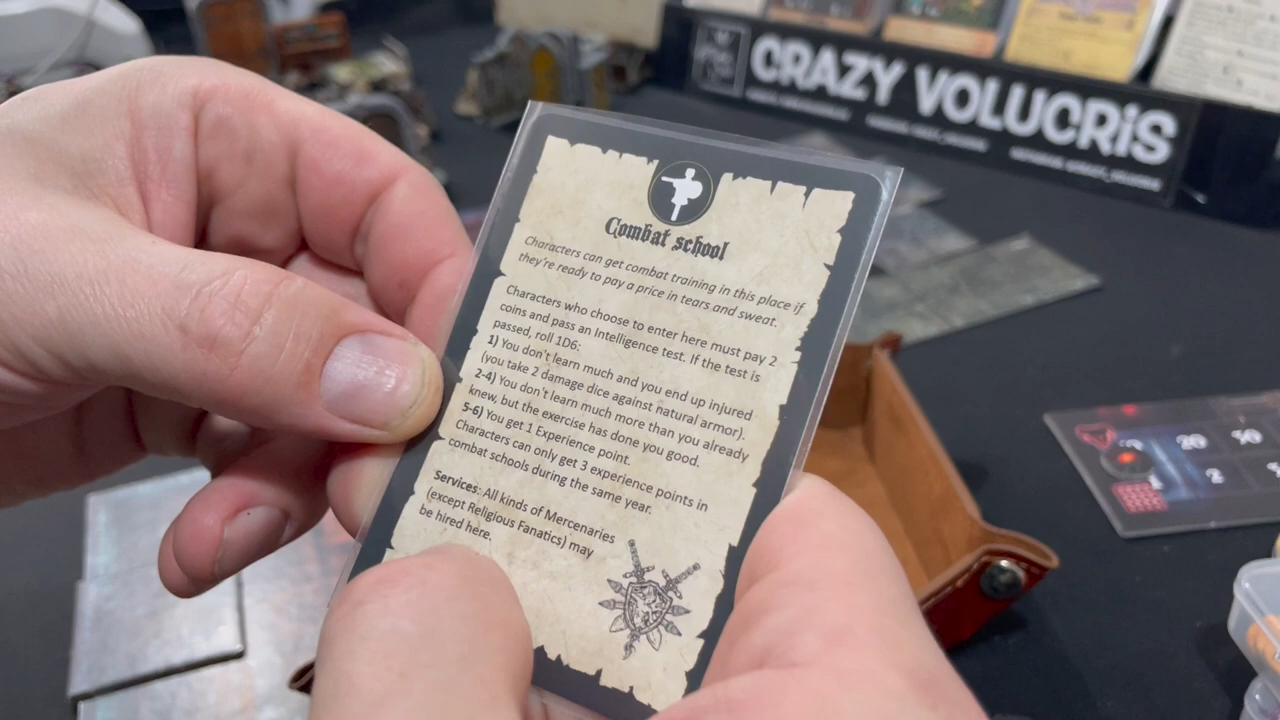 CRAZY VOLUCRiS
Combat school
Characters can get combat training in this place if
they're ready to pay a price in tears and sweat.
Characters who choose to enter here must pay 2
coins and pass an Intelligence test. If the test is
passed, roll 1D6:
1) You don't learn much and you end up injured
(you take 2 damage dice against natural armor).
2-4) You don't learn much more than you already
knew, but the exercise has done you good.
5-6) You get 1 Experience point.
Characters can only get 3 experience points in
combat schools during the same year.
Services: All kinds of Mercenaries
(except Religious Fanatics) may
be hired here.
20 50
2